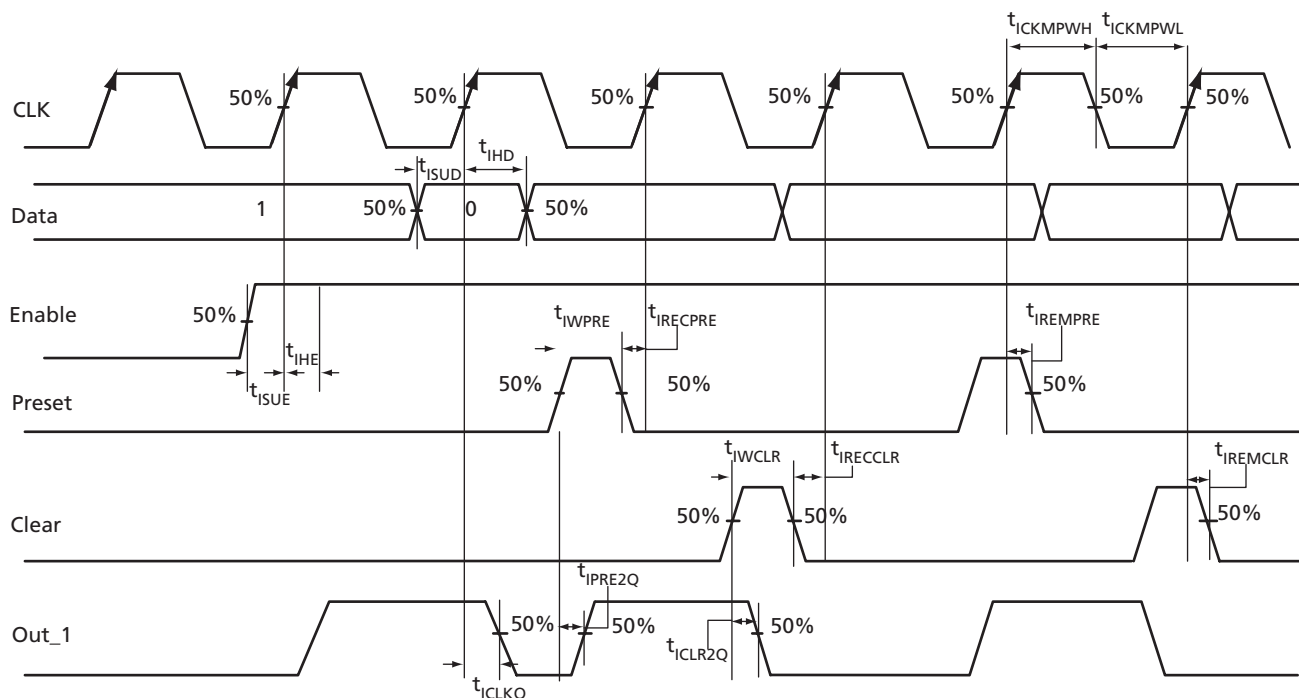 tICKMPWH tICKMPWL
CLK 50% 50% 50% 50% 50% 50% 50%
tISUD tIHD
Data 1 50% 0 50%
Enable 50% tIHE tISUE
tIWPRE tIRECPRE tIREMPRE
Preset 50% 50% 50%
tIWCLR tIRECCLR tIREMCLR
Clear 50% 50% 50%
tIPRE2Q
Out_1 50% 50% tICLR2Q 50%
tICLKQ